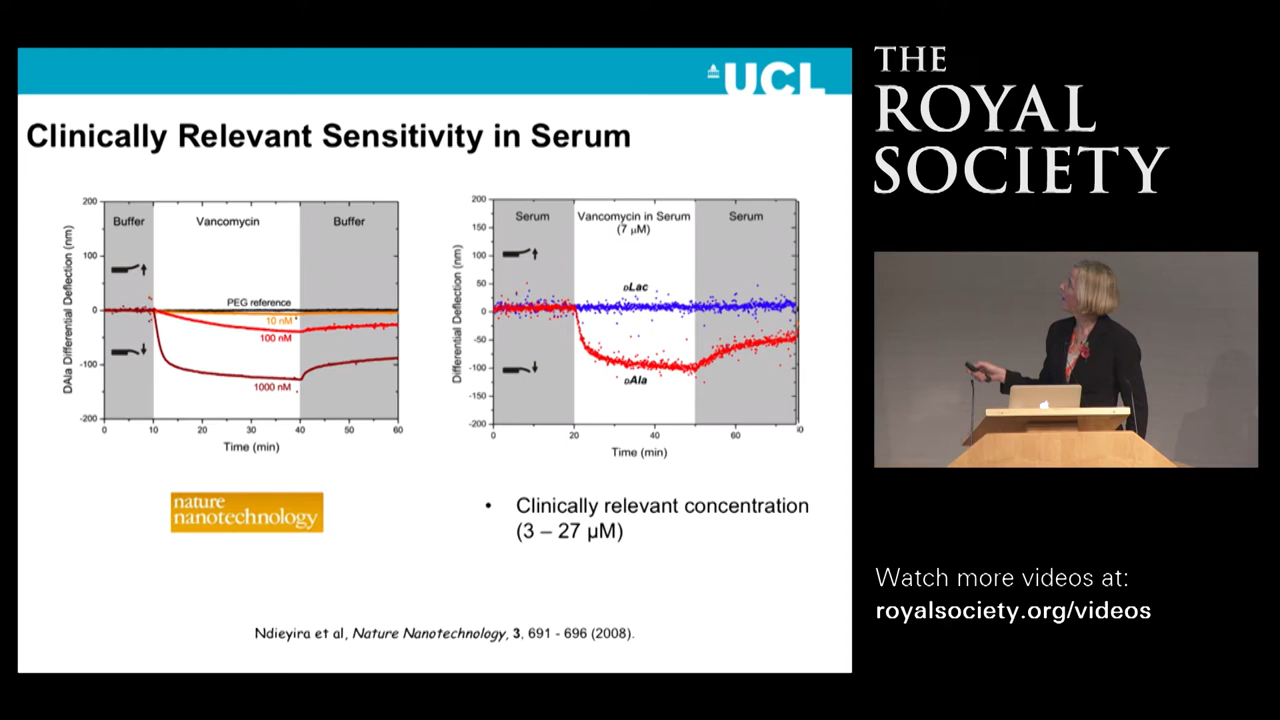 UCL
Clinically Relevant Sensitivity in Serum
200
100
0
-100
-200
DAla Differential Deflection (nm)
Buffer
Vancomycin
Buffer
PEG reference
10 nM*
100 nM
1000 nM
0
10
20
30
40
50
60
Time (min)
200
150
100
50
0
-50
-100
-150
-200
Differential Deflection (nm)
Serum
Vancomycin in Serum
(7 µM)
Serum
DLac
DAla
0
20
40
60
Time (min)
nature
nanotechnology
• Clinically relevant concentration
(3 – 27 µM)
Ndieyira et al, Nature Nanotechnology, 3, 691 - 696 (2008).
THE
ROYAL
SOCIETY
Watch more videos at:
royalsociety.org/videos